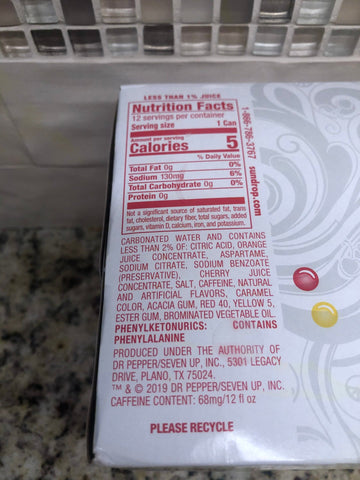 LESS THAN 1% JUICE
Nutrition Facts
12 servings per container
Serving size 1 Can
Amount per serving
Calories 5
% Daily Value
Total Fat 0g 0%
Sodium 130mg 6%
Total Carbohydrate 0g 0%
Protein 0g
Not a significant source of saturated fat, trans
fat, cholesterol, dietary fiber, total sugars, added
sugars, vitamin D, calcium, iron, and potassium.
CARBONATED WATER AND CONTAINS
LESS THAN 2% OF: CITRIC ACID, ORANGE
JUICE CONCENTRATE, ASPARTAME,
SODIUM CITRATE, SODIUM BENZOATE
(PRESERVATIVE), CHERRY JUICE
CONCENTRATE, SALT, CAFFEINE, NATURAL
AND ARTIFICIAL FLAVORS, CARAMEL
COLOR, ACACIA GUM, RED 40, YELLOW 5,
ESTER GUM, BROMINATED VEGETABLE OIL.
PHENYLKETONURICS: CONTAINS
PHENYLALANINE
PRODUCED UNDER THE AUTHORITY OF
DR PEPPER/SEVEN UP, INC., 5301 LEGACY
DRIVE, PLANO, TX 75024.
™ & © 2019 DR PEPPER/SEVEN UP, INC.
CAFFEINE CONTENT: 68mg/12 fl oz
PLEASE RECYCLE
1-866-786-3767 sundrop.com